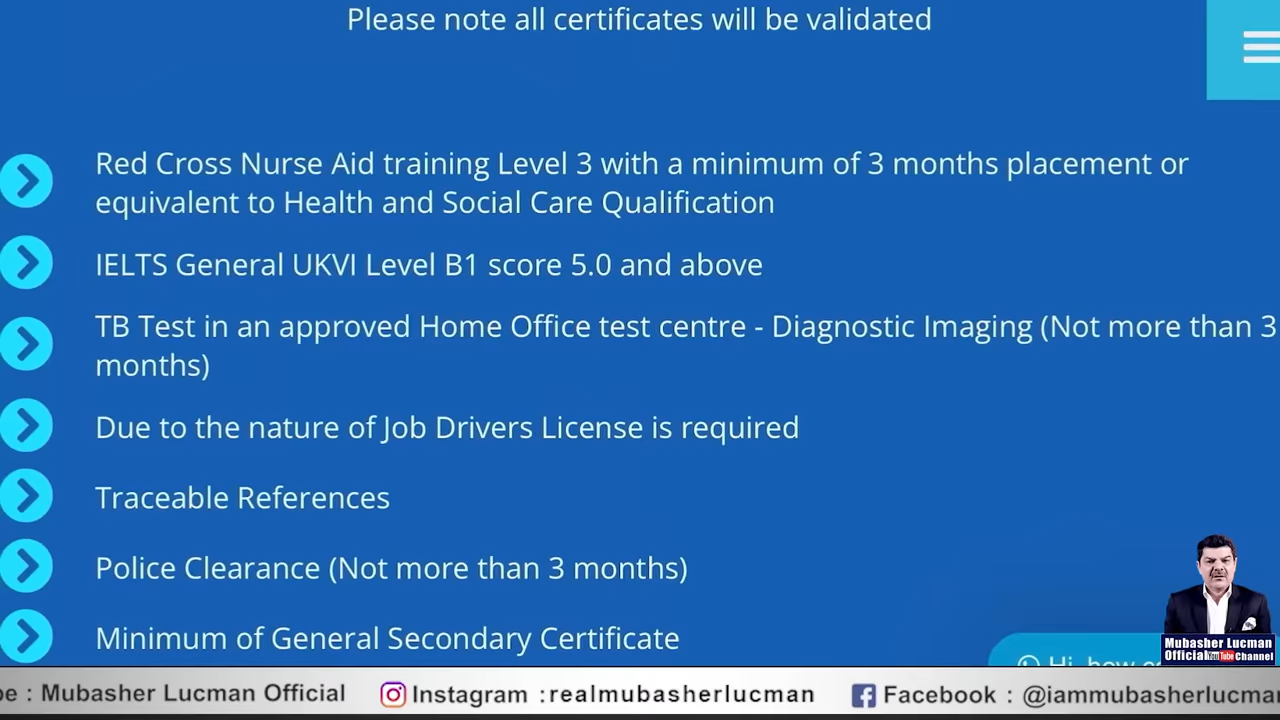 Please note all certificates will be validated
Red Cross Nurse Aid training Level 3 with a minimum of 3 months placement or
equivalent to Health and Social Care Qualification
IELTS General UKVI Level B1 score 5.0 and above
TB Test in an approved Home Office test centre - Diagnostic Imaging (Not more than 3
months)
Due to the nature of Job Drivers License is required
Traceable References
Police Clearance (Not more than 3 months)
Minimum of General Secondary Certificate
Hi, how
Mubasher Lucman
Official YouTube Channel
: Mubasher Lucman Official Instagram :realmubasherlucman Facebook : @iammubasherlucma